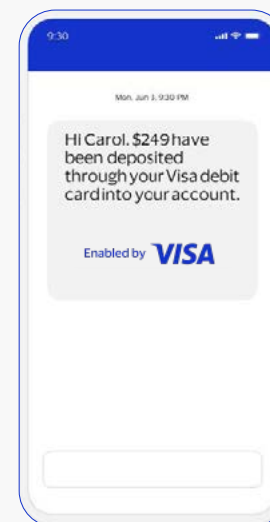 9:30
Mon, Jun 3, 9:30 PM
Hi Carol. $249 have
been deposited
through your Visa debit
card into your account.
Enabled by VISA